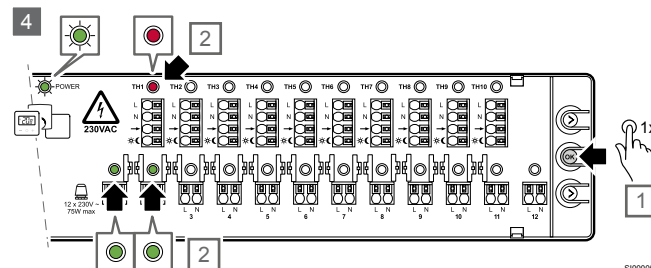 4
2
POWER
TH1 TH2 TH3 TH4 TH5 TH6 TH7 TH8 TH9 TH10
L
N
230VAC
OK
1x
1
12 x 230V ~
75W max
L N L N L N L N L N L N L N L N L N L N
3 4 5 6 7 8 9 10 11 12
2